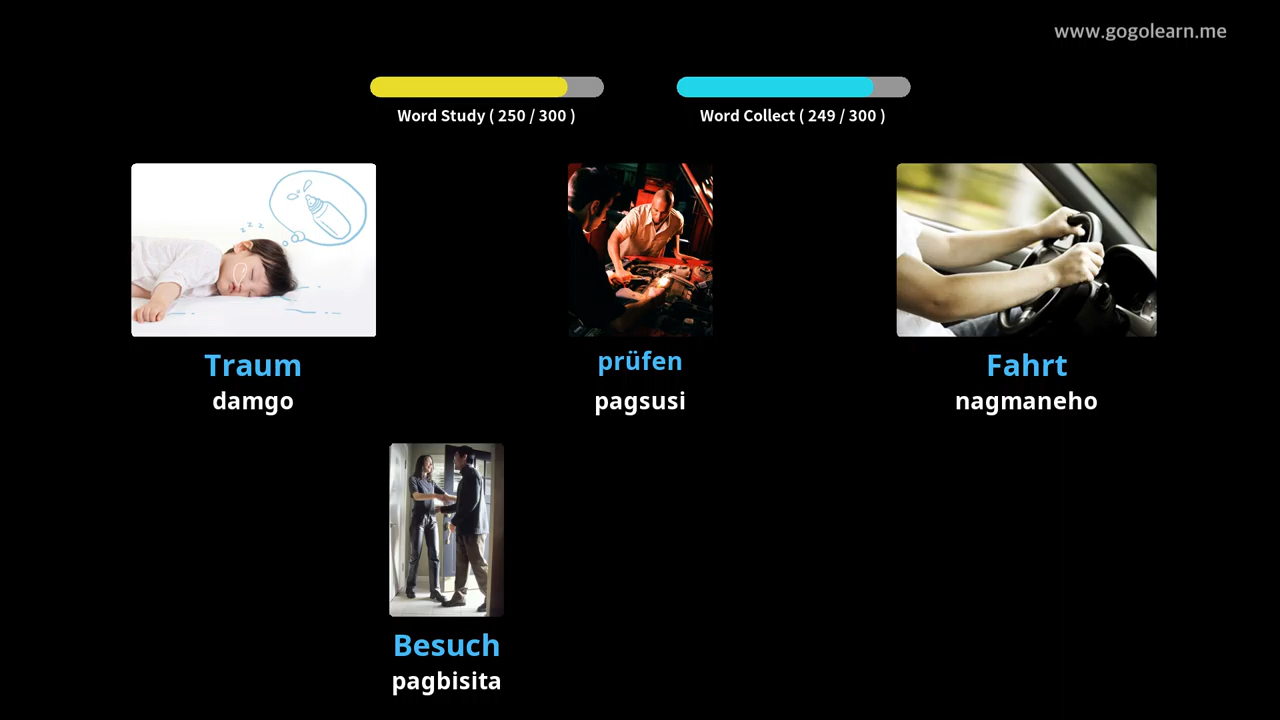 www.gogolearn.me
Word Study ( 250 / 300 )
Word Collect ( 249 / 300 )
z z z
Traum
damgo
prüfen
pagsusi
Fahrt
nagmaneho
Besuch
pagbisita